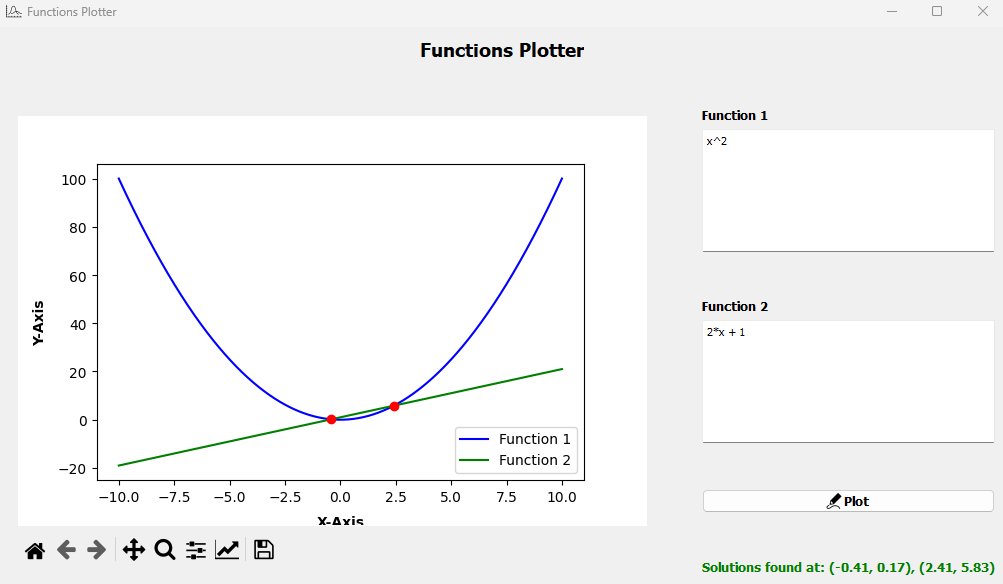 Functions Plotter
Functions Plotter
Function 1
x^2
Function 2
2*x + 1
Plot
Solutions found at: (-0.41, 0.17), (2.41, 5.83)
100
80
60
40
20
0
−20
Y-Axis
−10.0 −7.5 −5.0 −2.5 0.0 2.5 5.0 7.5 10.0
X-Axis
Function 1
Function 2